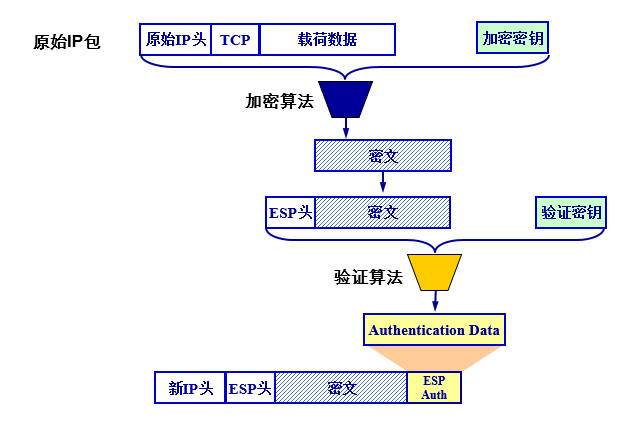 原始IP包
原始IP头 TCP 载荷数据 加密密钥
加密算法
密文
ESP头 密文 验证密钥
验证算法
Authentication Data
新IP头 ESP头 密文 ESP
Auth